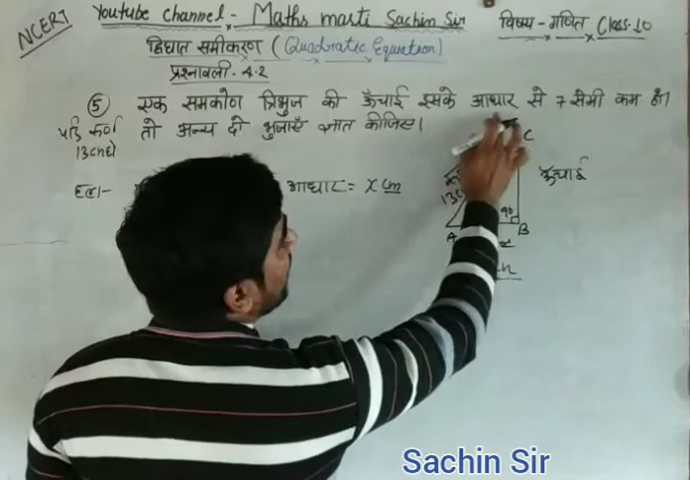 NCERT
Youtube channel - Maths masti Sachin Sir
विषय - गणित Class-10
द्विघात समीकरण (Quadratic Equation)
प्रश्नावली - 4.2
⑤ एक समकोण त्रिभुज की ऊँचाई इसके आधार से 7 सेमी कम है।
यदि कर्ण 13cm है तो अन्य दो भुजाएँ ज्ञात कीजिए।
हल:- आधार = x cm
ऊँचाई
C
13
90
A B
x
Sachin Sir